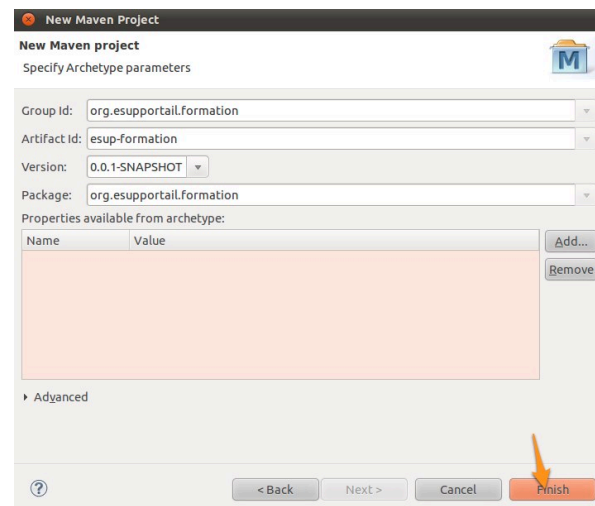 New Maven Project
New Maven project
Specify Archetype parameters
M
Group Id: org.esupportail.formation
Artifact Id: esup-formation
Version: 0.0.1-SNAPSHOT
Package: org.esupportail.formation
Properties available from archetype:
Name Value
Add...
Remove
Advanced
? < Back Next > Cancel Finish